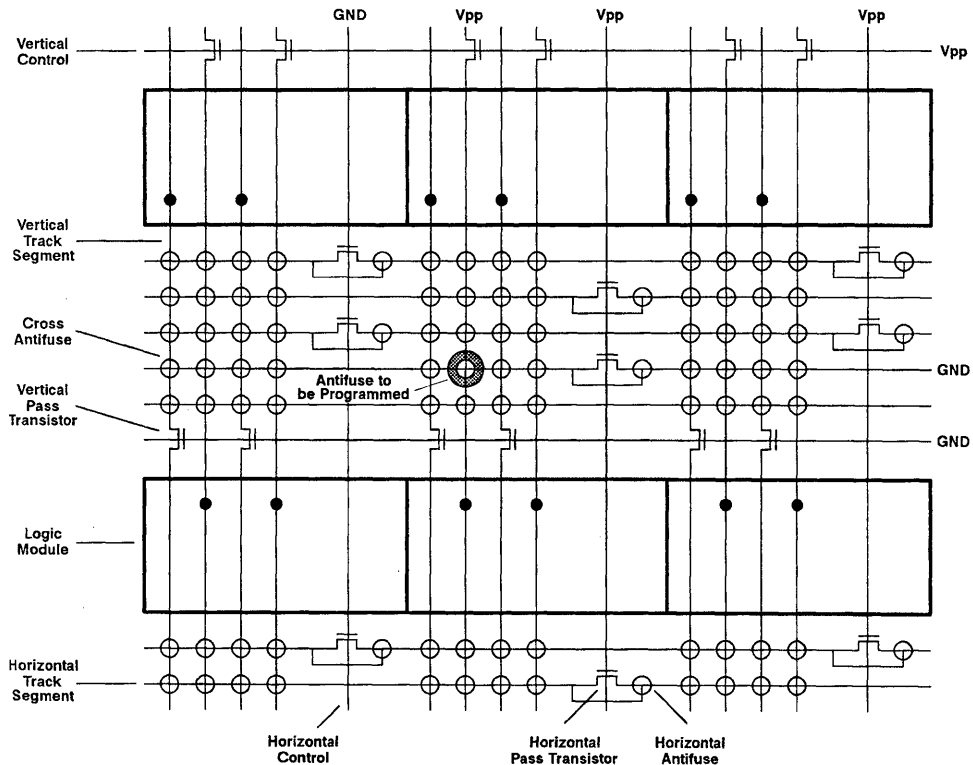 GND
Vpp
Vpp
Vpp
Vertical
Control
Vpp
Vertical
Track
Segment
Cross
Antifuse
GND
Antifuse to
be Programmed
Vertical
Pass
Transistor
GND
Logic
Module
Horizontal
Track
Segment
Horizontal
Control
Horizontal
Pass Transistor
Horizontal
Antifuse